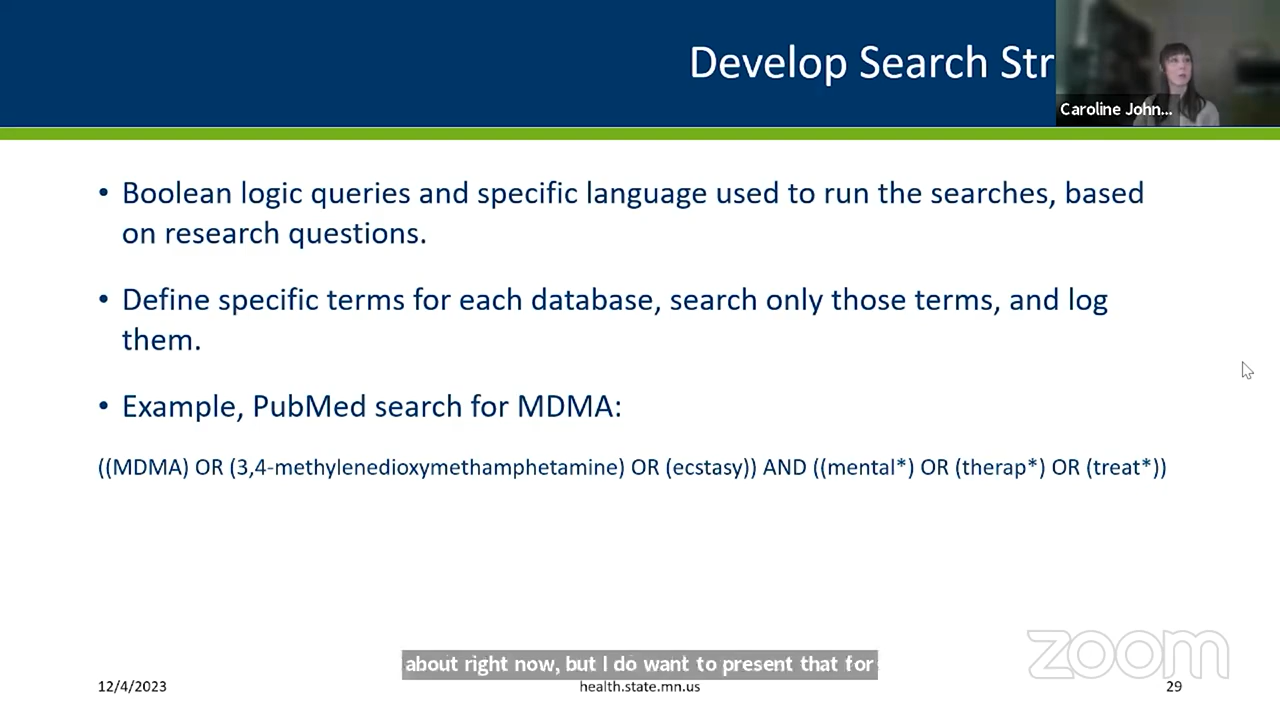 Develop Search Str
Caroline John...
• Boolean logic queries and specific language used to run the searches, based
on research questions.
• Define specific terms for each database, search only those terms, and log
them.
• Example, PubMed search for MDMA:
((MDMA) OR (3,4-methylenedioxymethamphetamine) OR (ecstasy)) AND ((mental*) OR (therap*) OR (treat*))
about right now, but I do want to present that for
zoom
12/4/2023
health.state.mn.us
29